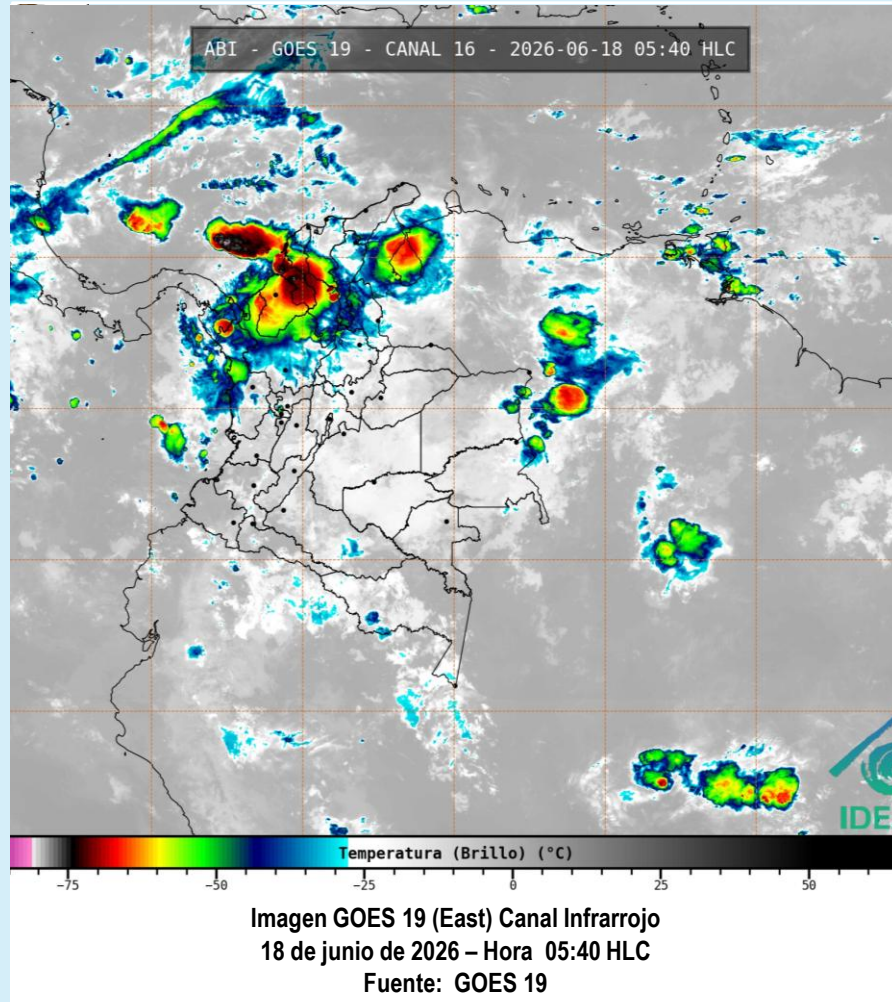 ABI - GOES 19 - CANAL 16 - 2026-06-18 05:40 HLC
IDE
Temperatura (Brillo) (°C)
−75 −50 −25 0 25 50
Imagen GOES 19 (East) Canal Infrarrojo
18 de junio de 2026 – Hora 05:40 HLC
Fuente: GOES 19